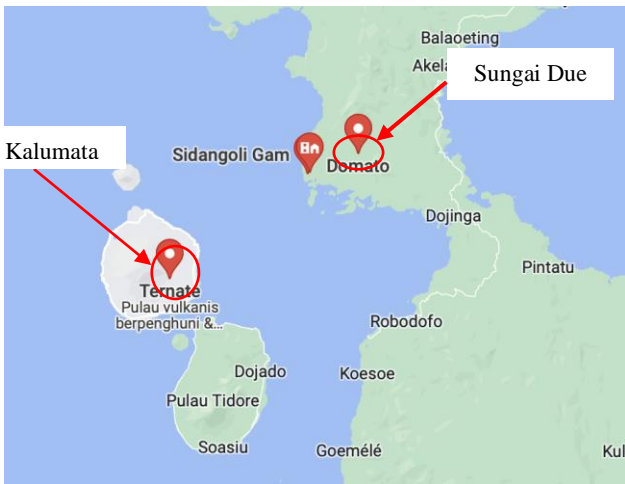 Balaoeting
Akela
Sungai Due
Kalumata
Sidangoli Gam
Domato
Dojinga
Pintatu
Ternate
Pulau vulkanis
berpenghuni &...
Robodofo
Dojado
Koesoe
Pulau Tidore
Soasiu
Goemélé
Kul